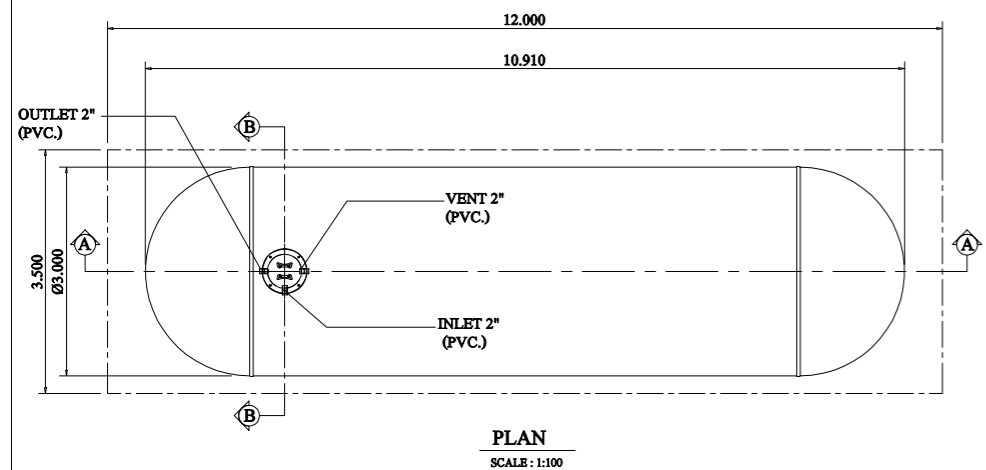 12.000
10.910
OUTLET 2"
(PVC.)
B
VENT 2"
(PVC.)
A
A
3.500
Ø3.000
INLET 2"
(PVC.)
B
PLAN
SCALE : 1:100